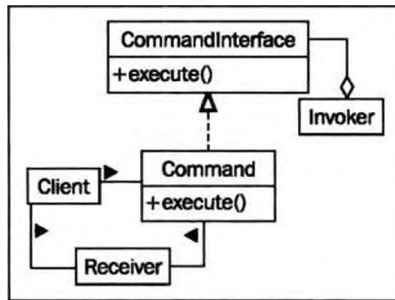 CommandInterface
+execute()
Invoker
Command
Client
+execute()
Receiver